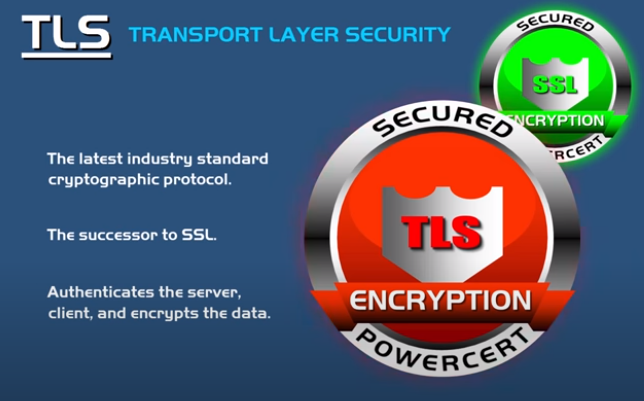 TLS TRANSPORT LAYER SECURITY
SECURED
SSL
ENCRYPTION
The latest industry standard
cryptographic protocol.
The successor to SSL.
Authenticates the server,
client, and encrypts the data.
SECURED
TLS
ENCRYPTION
POWERCERT